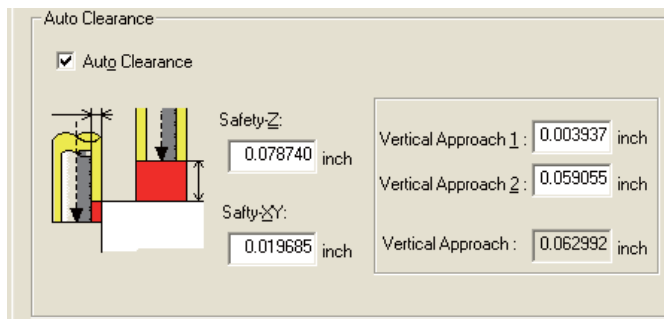 Auto Clearance
Auto Clearance
Safety-Z:
0.078740 inch
Safty-XY:
0.019685 inch
Vertical Approach 1 : 0.003937 inch
Vertical Approach 2 : 0.059055 inch
Vertical Approach : 0.062992 inch